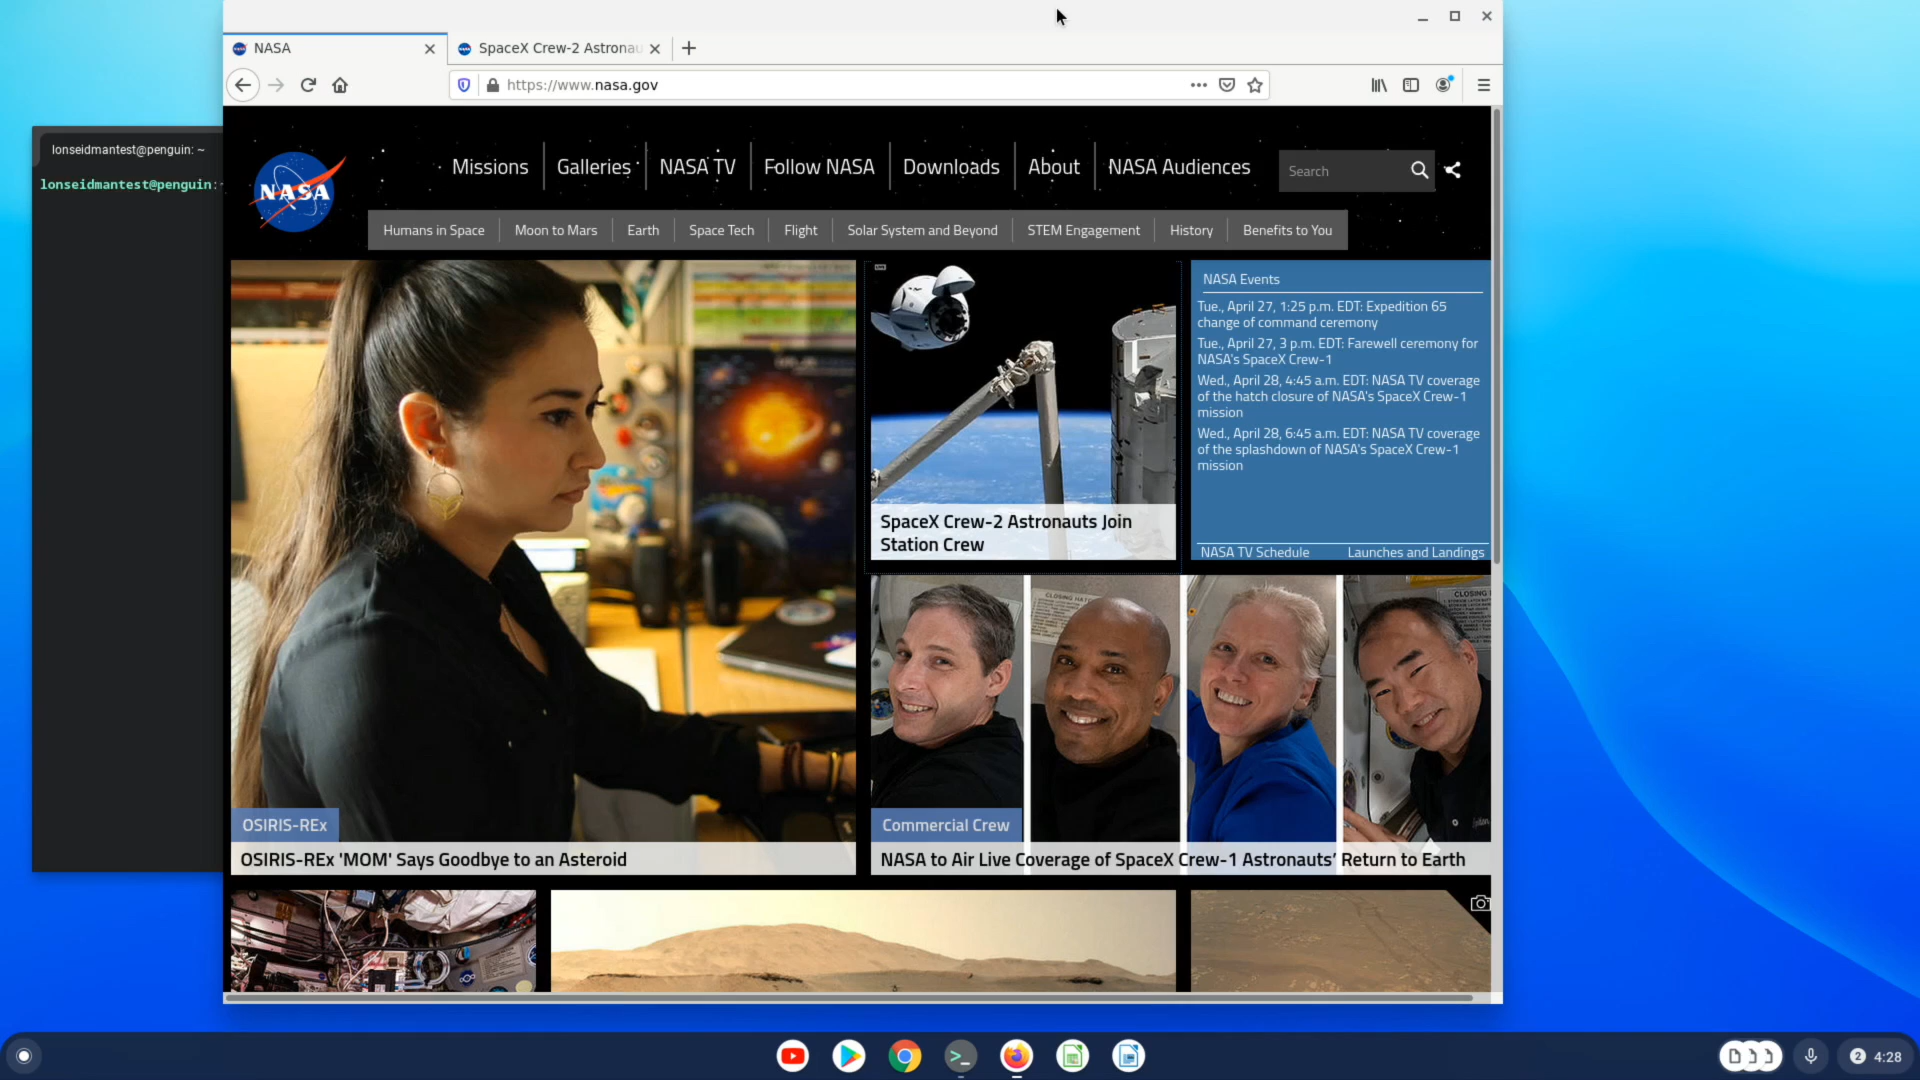 NASA
SpaceX Crew-2 Astronau
https://www.nasa.gov
lonseidmantest@penguin: ~
lonseidmantest@penguin:
NASA
Missions
Galleries
NASA TV
Follow NASA
Downloads
About
NASA Audiences
Search
Humans in Space
Moon to Mars
Earth
Space Tech
Flight
Solar System and Beyond
STEM Engagement
History
Benefits to You
NASA Events
Tue., April 27, 1:25 p.m. EDT: Expedition 65
change of command ceremony
Tue., April 27, 3 p.m. EDT: Farewell ceremony for
NASA's SpaceX Crew-1
Wed., April 28, 4:45 a.m. EDT: NASA TV coverage
of the hatch closure of NASA's SpaceX Crew-1
mission
Wed., April 28, 6:45 a.m. EDT: NASA TV coverage
of the splashdown of NASA's SpaceX Crew-1
mission
SpaceX Crew-2 Astronauts Join
Station Crew
NASA TV Schedule
Launches and Landings
CLOSING HAT
CLOSING
OSIRIS-REx
OSIRIS-REx 'MOM' Says Goodbye to an Asteroid
Commercial Crew
NASA to Air Live Coverage of SpaceX Crew-1 Astronauts’ Return to Earth
2
4:28